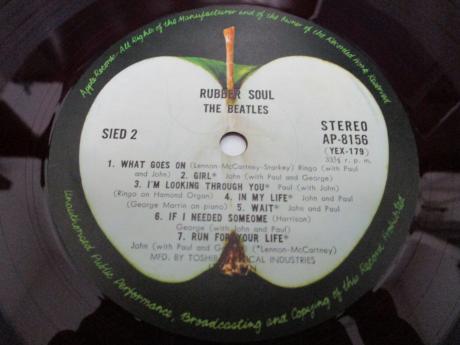 Apple Records - All Rights of the Manufacturer and of the Owner of the Recorded Work Reserved
RUBBER SOUL
THE BEATLES
SIED 2
STEREO
AP-8156
(YEX-179)
33⅓ r. p. m.
1. WHAT GOES ON (Lennon-McCartney-Starkey) Ringo (with Paul
and John) 2. GIRL* John (with Paul and George)
3. I'M LOOKING THROUGH YOU* Paul (with John)
(Ringo on Hamond Organ) 4. IN MY LIFE* John and Paul
(George Martin on piano) 5. WAIT* John and Paul
6. IF I NEEDED SOMEONE (Harrison)
George (with John and Paul)
7. RUN FOR YOUR LIFE*
John (with Paul and George) (*Lennon-McCartney)
MFD. BY TOSHIBA MUSICAL INDUSTRIES
Unauthorised Public Performance, Broadcasting and Copying of this Record Prohibited